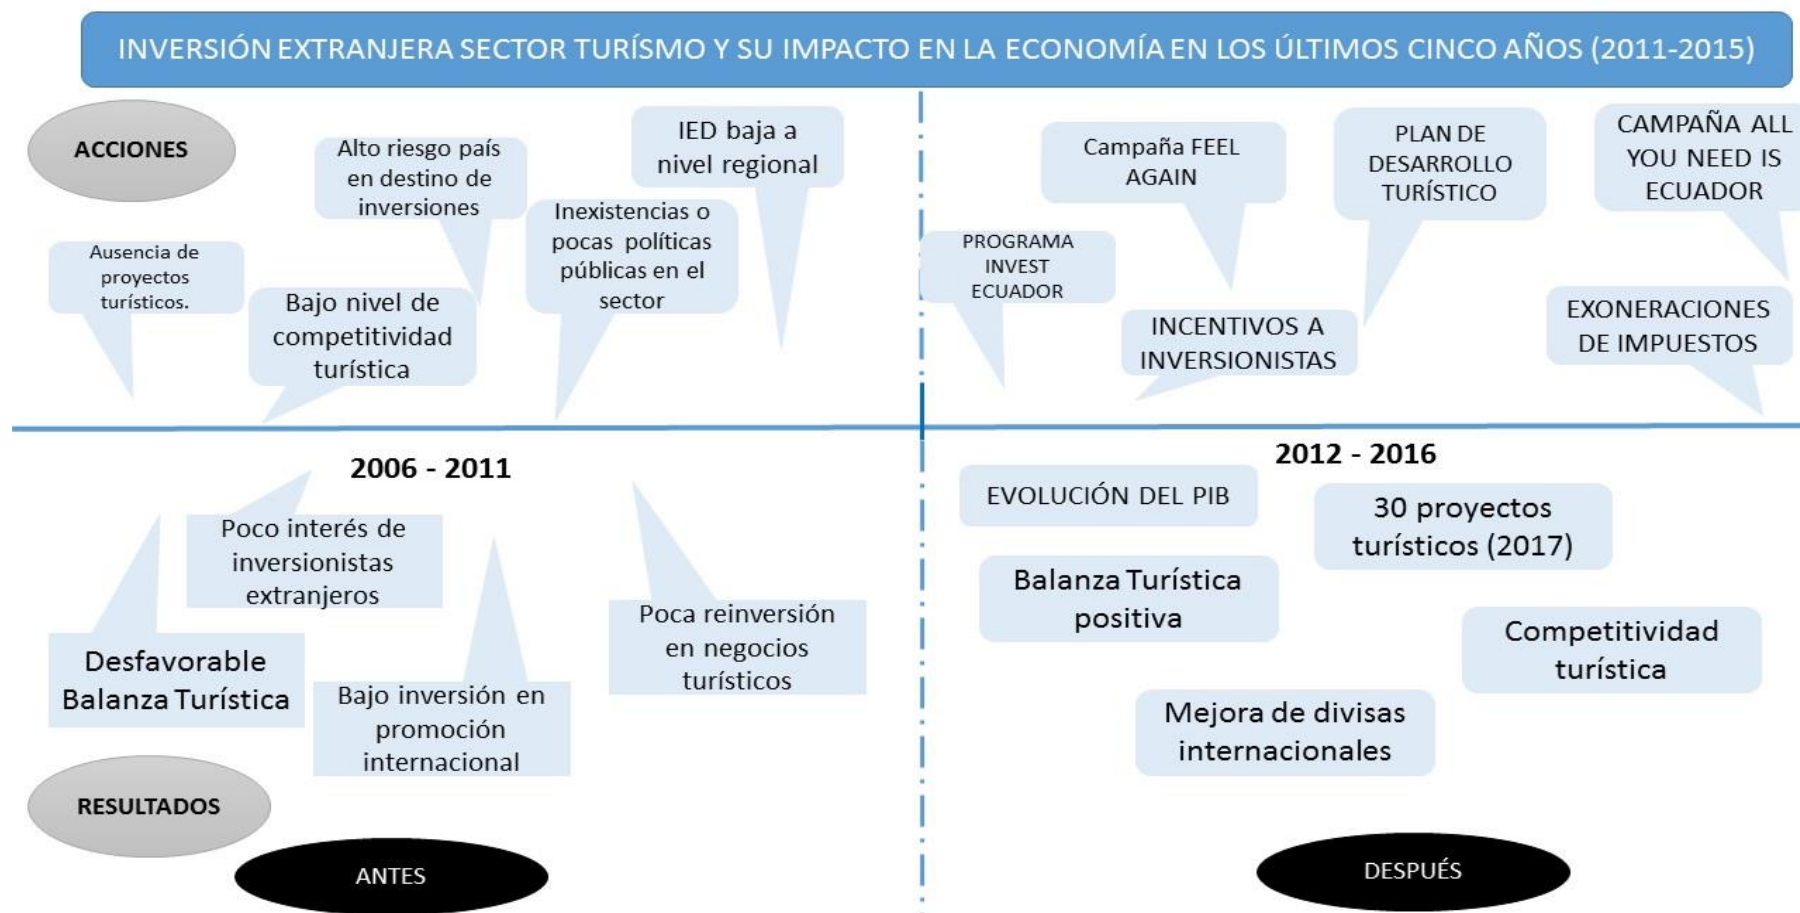 INVERSIÓN EXTRANJERA SECTOR TURÍSMO Y SU IMPACTO EN LA ECONOMÍA EN LOS ÚLTIMOS CINCO AÑOS (2011-2015)
ACCIONES
Ausencia de
proyectos
turísticos.
Alto riesgo país
en destino de
inversiones
Bajo nivel de
competitividad
turística
Inexistencias o
pocas políticas
públicas en el
sector
IED baja a
nivel regional
PROGRAMA
INVEST
ECUADOR
Campaña FEEL
AGAIN
INCENTIVOS A
INVERSIONISTAS
PLAN DE
DESARROLLO
TURÍSTICO
CAMPAÑA ALL
YOU NEED IS
ECUADOR
EXONERACIONES
DE IMPUESTOS
2006 - 2011
Poco interés de
inversionistas
extranjeros
Desfavorable
Balanza Turística
Bajo inversión en
promoción
internacional
Poca reinversión
en negocios
turísticos
2012 - 2016
EVOLUCIÓN DEL PIB
30 proyectos
turísticos (2017)
Balanza Turística
positiva
Competitividad
turística
Mejora de divisas
internacionales
RESULTADOS
ANTES
DESPUÉS